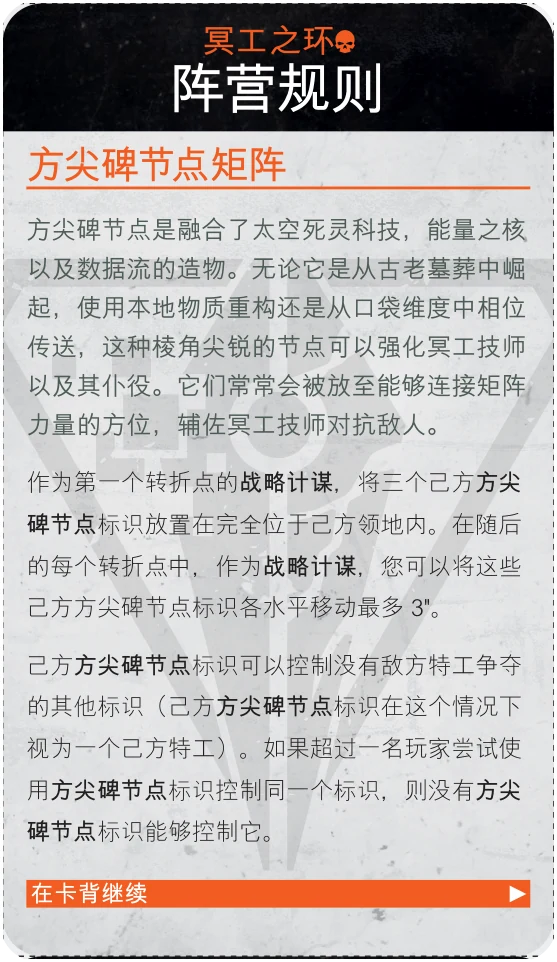 冥工之环
阵营规则
方尖碑节点矩阵
方尖碑节点是融合了太空死灵科技，能量之核
以及数据流的造物。无论它是从古老墓葬中崛
起，使用本地物质重构还是从口袋维度中相位
传送，这种棱角尖锐的节点可以强化冥工技师
以及其仆役。它们常常会被放至能够连接矩阵
力量的方位，辅佐冥工技师对抗敌人。
作为第一个转折点的战略计谋，将三个己方方尖
碑节点标识放置在完全位于己方领地内。在随后
的每个转折点中，作为战略计谋，您可以将这些
己方方尖碑节点标识各水平移动最多 3"。
己方方尖碑节点标识可以控制没有敌方特工争夺
的其他标识（己方方尖碑节点标识在这个情况下
视为一个己方特工）。如果超过一名玩家尝试使
用方尖碑节点标识控制同一个标识，则没有方尖
碑节点标识能够控制它。
在卡背继续